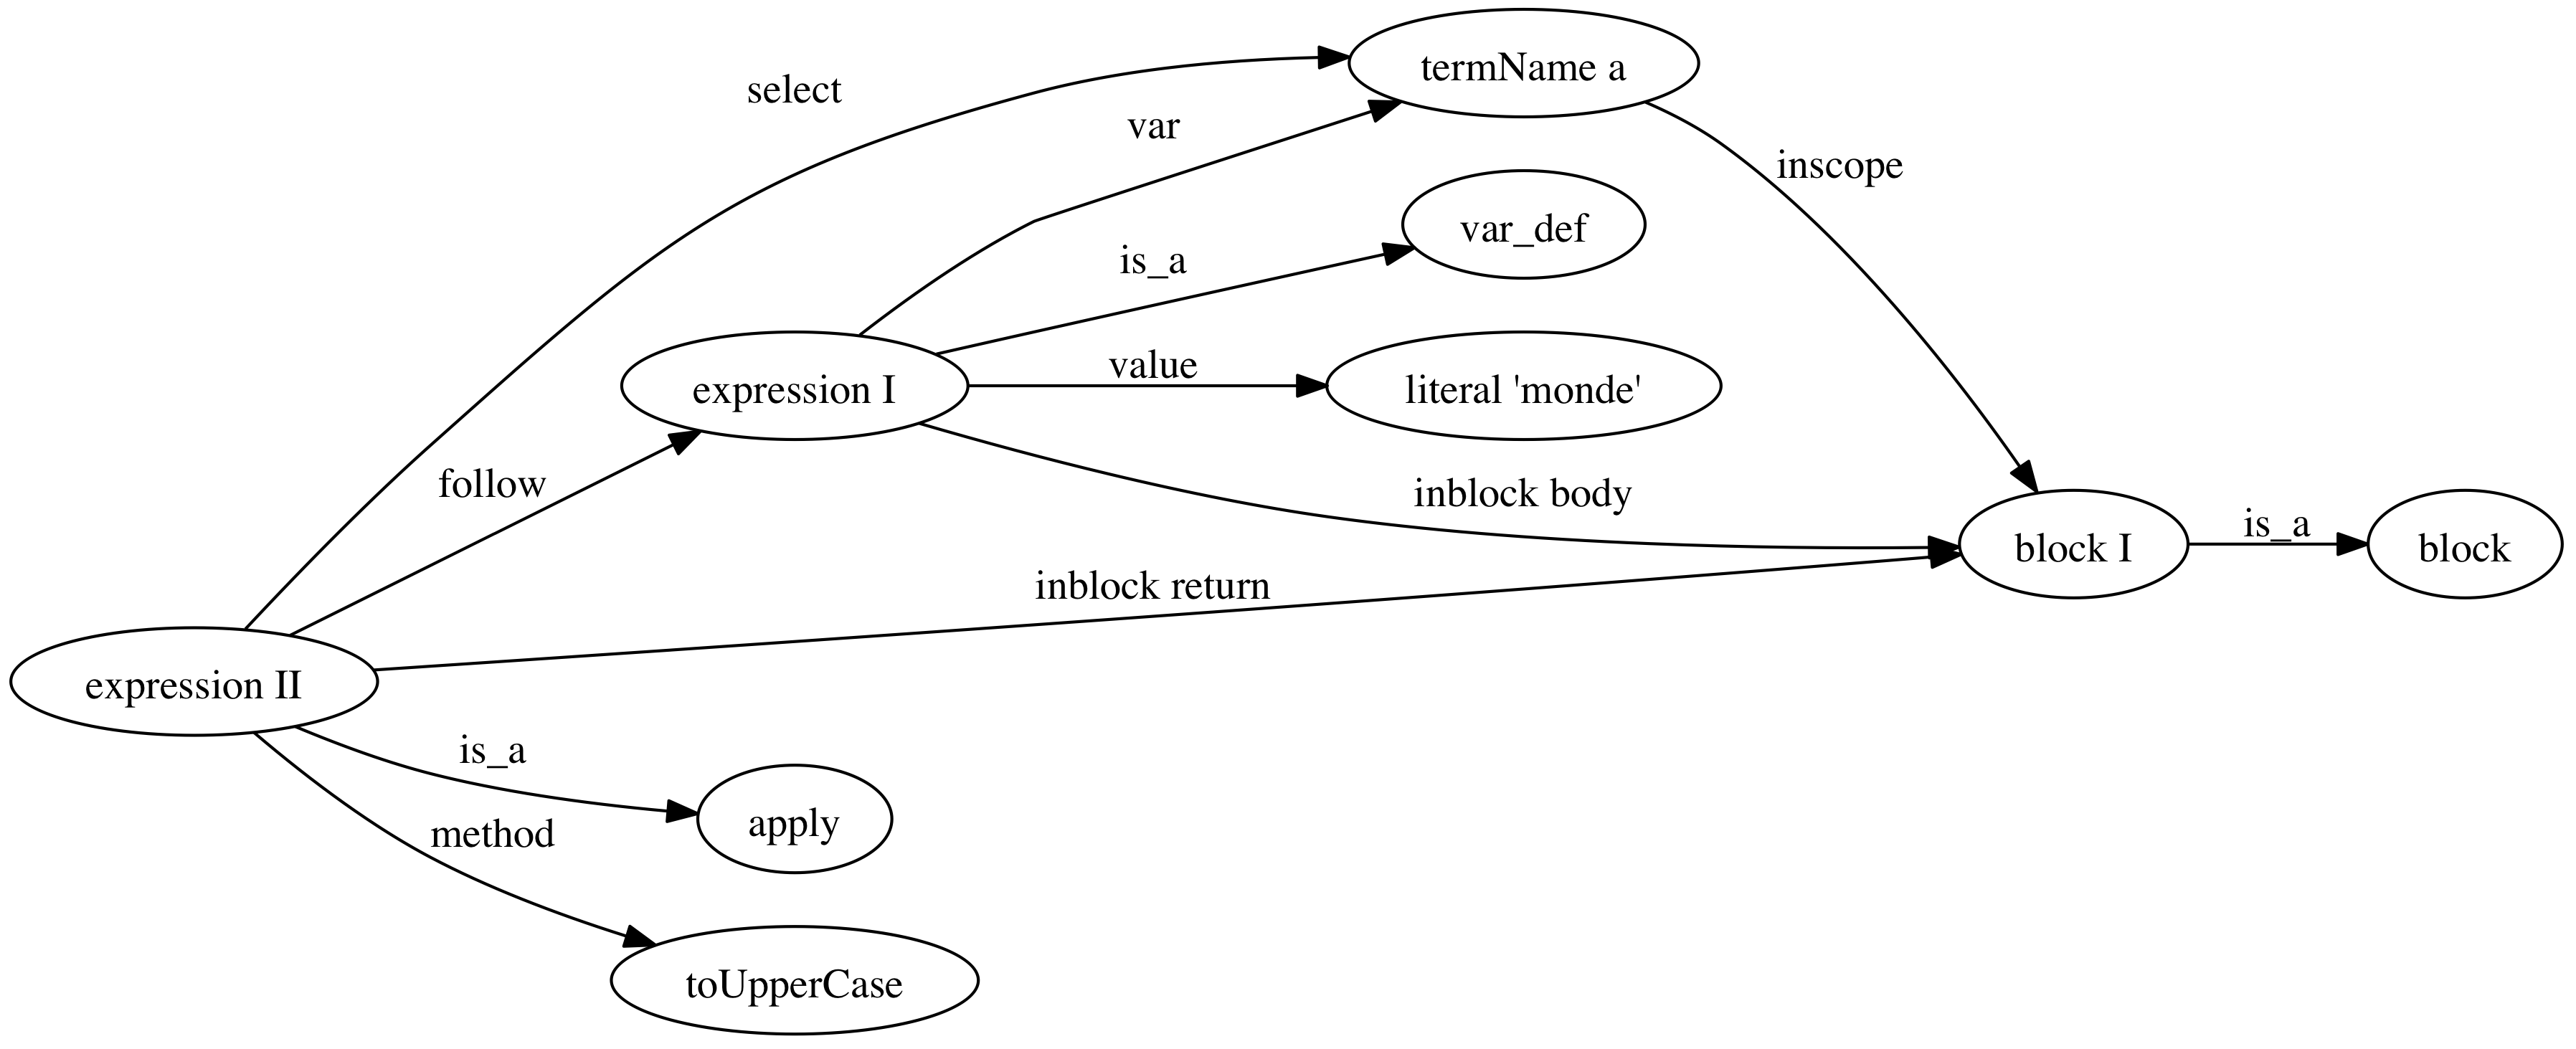 termName a
select
var
inscope
var_def
is_a
value
expression I
literal 'monde'
follow
inblock body
is_a
block I
block
inblock return
expression II
is_a
apply
method
toUpperCase